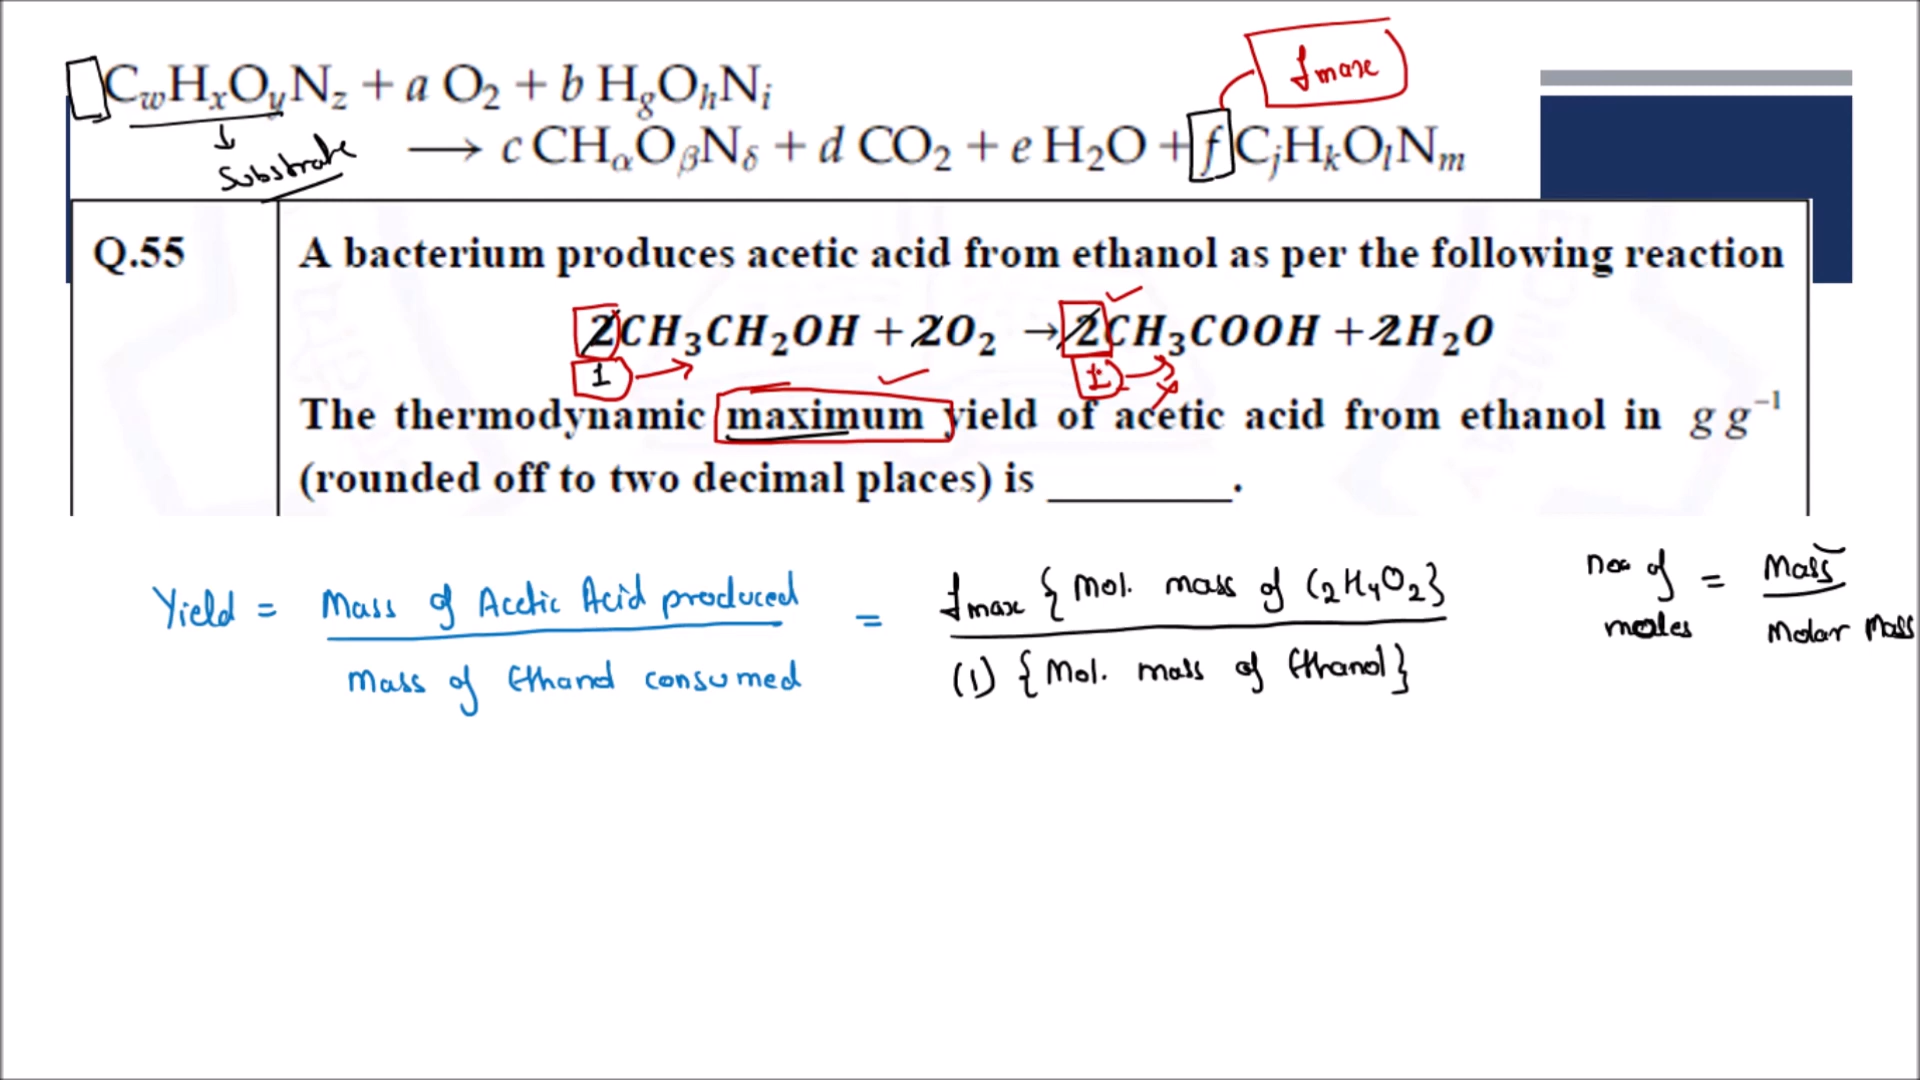 CwHxOyNz + a O2 + b HgOhNi
fmax
Substrate
⟶ c CHαOβNδ + d CO2 + e H2O + f CjHkOlNm
Q.55
A bacterium produces acetic acid from ethanol as per the following reaction
2CH3CH2OH + 2O2 → 2CH3COOH + 2H2O
1 → 1 →
The thermodynamic maximum yield of acetic acid from ethanol in g g⁻¹
(rounded off to two decimal places) is ________.
Yield = Mass of Acetic Acid produced / Mass of Ethanol consumed = fmax {Mol. mass of C2H4O2} / (1) {Mol. mass of Ethanol}
no. of moles = Mass / Molar Mass